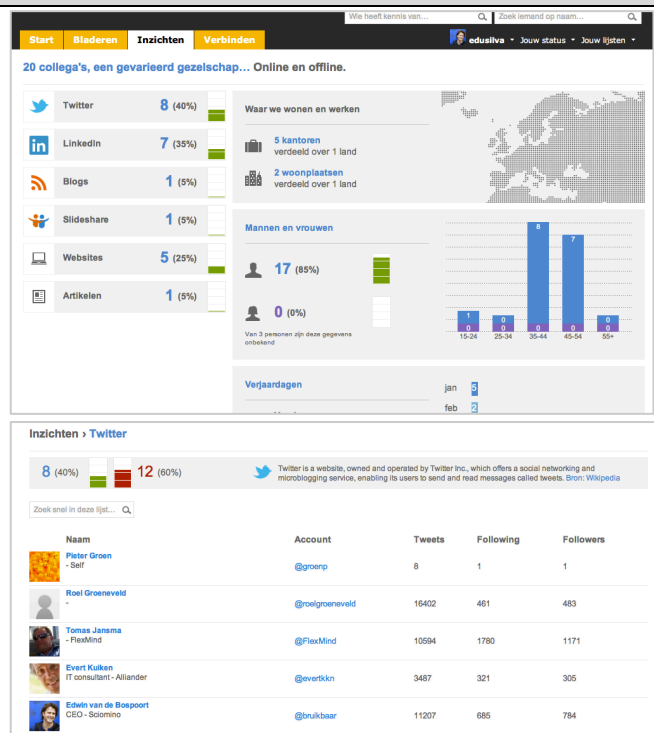 Wie heeft kennis van...
Zoek iemand op naam...
Start Bladeren Inzichten Verbinden
edusilva Jouw status Jouw lijsten
20 collega's, een gevarieerd gezelschap... Online en offline.
Twitter 8 (40%)
LinkedIn 7 (35%)
Blogs 1 (5%)
Slideshare 1 (5%)
Websites 5 (25%)
Artikelen 1 (5%)
Waar we wonen en werken
5 kantoren
verdeeld over 1 land
2 woonplaatsen
verdeeld over 1 land
Mannen en vrouwen
17 (85%)
0 (0%)
Van 3 personen zijn deze gegevens
onbekend
8
7
1 0 0
0 0 0 0 0
15-24 25-34 35-44 45-54 55+
Verjaardagen
jan 5
feb 2
Inzichten › Twitter
8 (40%) 12 (60%)
Twitter is a website, owned and operated by Twitter Inc., which offers a social networking and
microblogging service, enabling its users to send and read messages called tweets. Bron: Wikipedia
Zoek snel in deze lijst...
Naam Account Tweets Following Followers
Pieter Groen
- Self @groenp 8 1 1
Roel Groeneveld
- @roelgroeneveld 16402 461 483
Tomas Jansma
- FlexMind @FlexMind 10594 1780 1171
Evert Kuiken
IT consultant - Alliander @evertkkn 3487 321 305
Edwin van de Bospoort
CEO - Sciomino @bruikbaar 11207 685 784